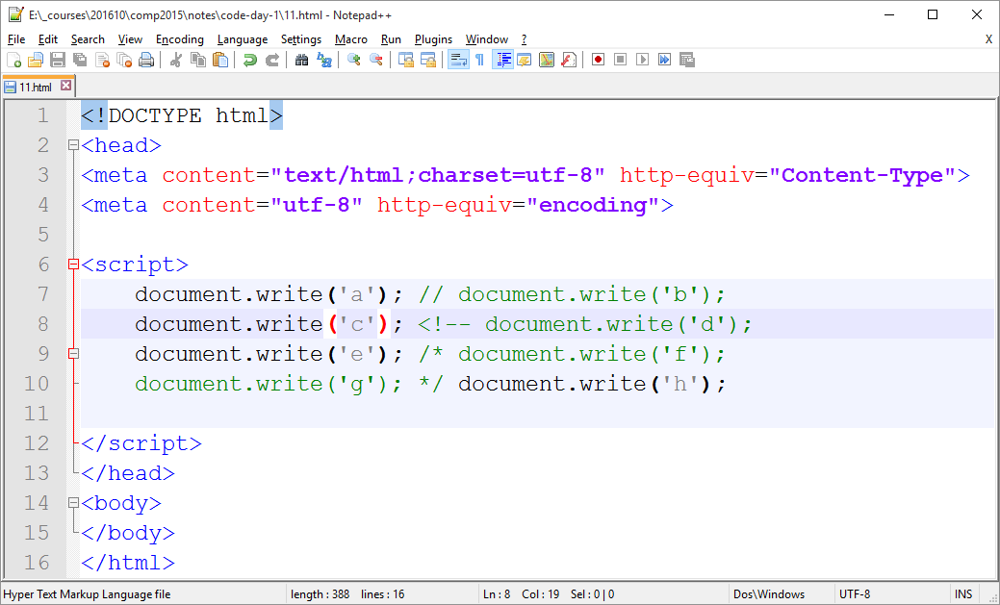 E:\_courses\201610\comp2015\notes\code-day-1\11.html - Notepad++
File Edit Search View Encoding Language Settings Macro Run Plugins Window ? X
11.html
1 <!DOCTYPE html>
2 <head>
3 <meta content="text/html;charset=utf-8" http-equiv="Content-Type">
4 <meta content="utf-8" http-equiv="encoding">
5
6 <script>
7 document.write('a'); // document.write('b');
8 document.write('c'); <!-- document.write('d');
9 document.write('e'); /* document.write('f');
10 document.write('g'); */ document.write('h');
11
12 </script>
13 </head>
14 <body>
15 </body>
16 </html>
Hyper Text Markup Language file length : 388 lines : 16 Ln : 8 Col : 19 Sel : 0 | 0 Dos\Windows UTF-8 INS